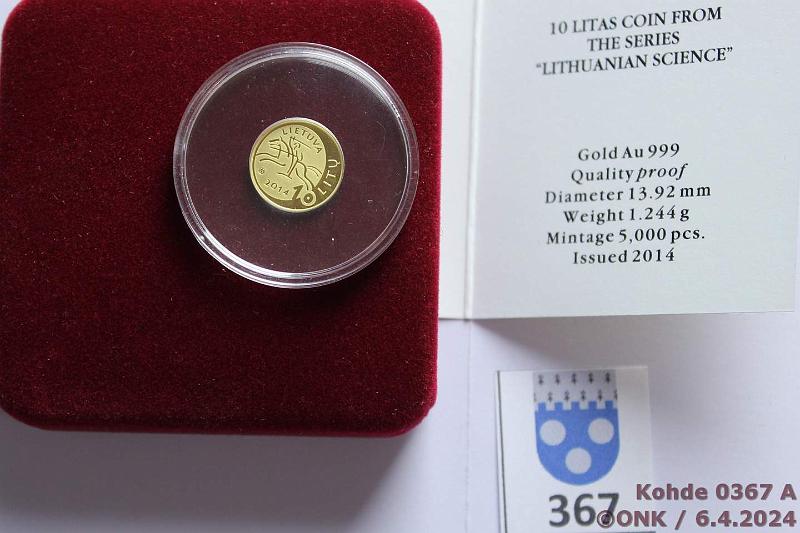 10 LITAS COIN FROM
THE SERIES
“LITHUANIAN SCIENCE”
Gold Au 999
Quality proof
Diameter 13.92 mm
Weight 1.244 g
Mintage 5,000 pcs.
Issued 2014
LIETUVA
2014
10 LITŲ
367
Kohde 0367 A
©ONK / 6.4.2024